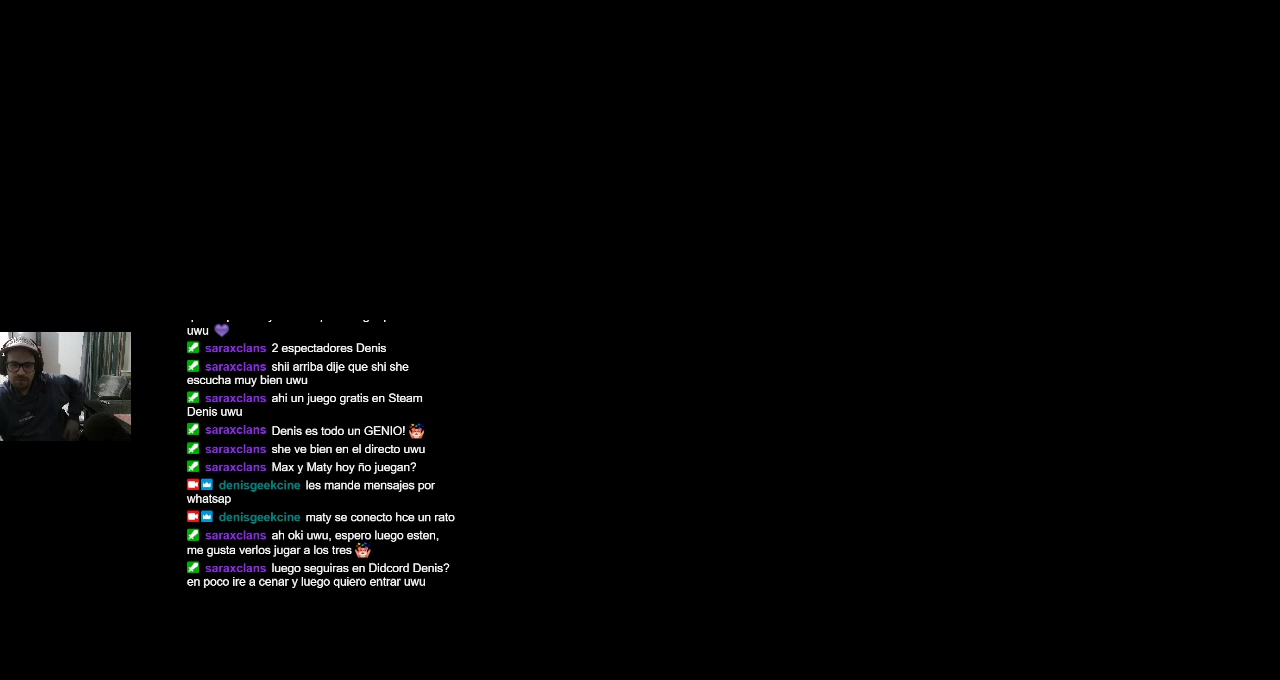 uwu
saraxclans 2 espectadores Denis
saraxclans shii arriba dije que shi she
escucha muy bien uwu
saraxclans ahi un juego gratis en Steam
Denis uwu
saraxclans Denis es todo un GENIO!
saraxclans she ve bien en el directo uwu
saraxclans Max y Maty hoy ño juegan?
denisgeekcine les mande mensajes por
whatsap
denisgeekcine maty se conecto hce un rato
saraxclans ah oki uwu, espero luego esten,
me gusta verlos jugar a los tres
saraxclans luego seguiras en Didcord Denis?
en poco ire a cenar y luego quiero entrar uwu